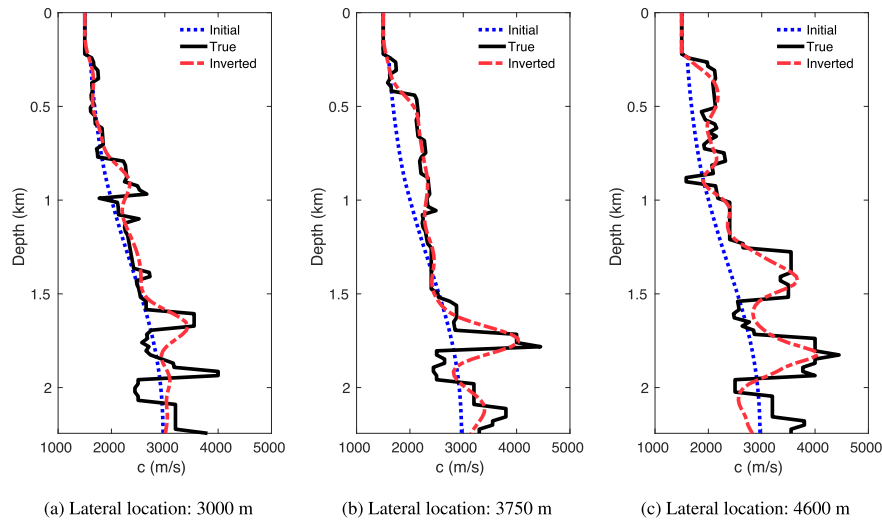 0
0.5
1
1.5
2
Depth (km)
1000 2000 3000 4000 5000
c (m/s)
Initial
True
Inverted
(a) Lateral location: 3000 m
0
0.5
1
1.5
2
Depth (km)
1000 2000 3000 4000 5000
c (m/s)
Initial
True
Inverted
(b) Lateral location: 3750 m
0
0.5
1
1.5
2
Depth (km)
1000 2000 3000 4000 5000
c (m/s)
Initial
True
Inverted
(c) Lateral location: 4600 m